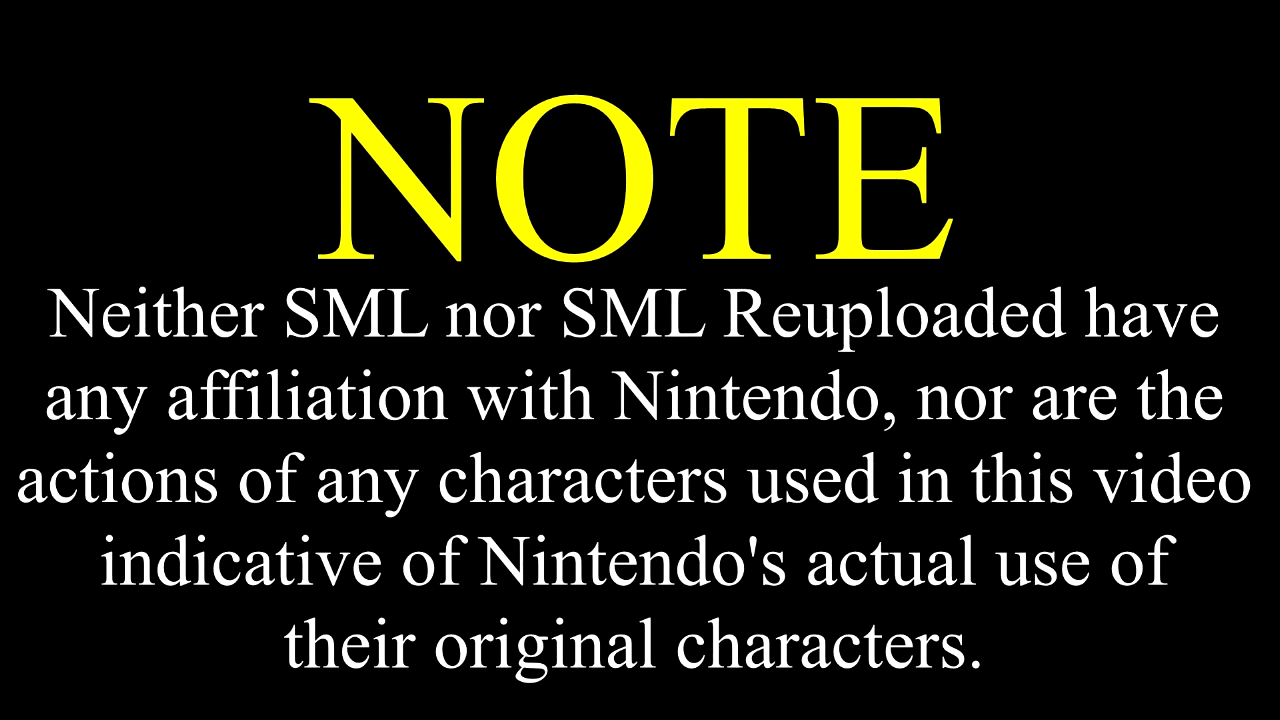 NOTE
Neither SML nor SML Reuploaded have
any affiliation with Nintendo, nor are the
actions of any characters used in this video
indicative of Nintendo's actual use of
their original characters.